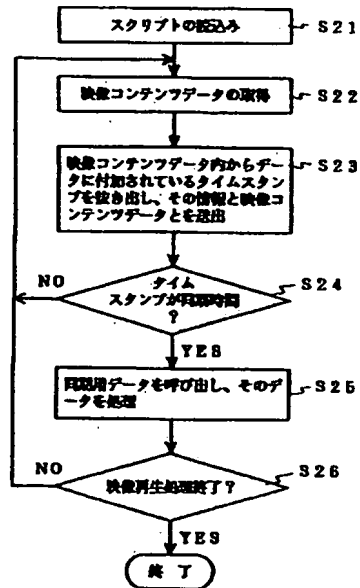 スクリプトの読込み
S21
映像コンテンツデータの取得
S22
映像コンテンツデータ内からデー
タに付加されているタイムスタン
プを抜き出し、その情報と映像コ
ンテンツデータとを送出
S23
タイム
スタンプが同期時間
?
S24
NO
YES
同期用データを呼び出し、そのデ
ータを処理
S25
映像再生処理終了?
S26
NO
YES
終了